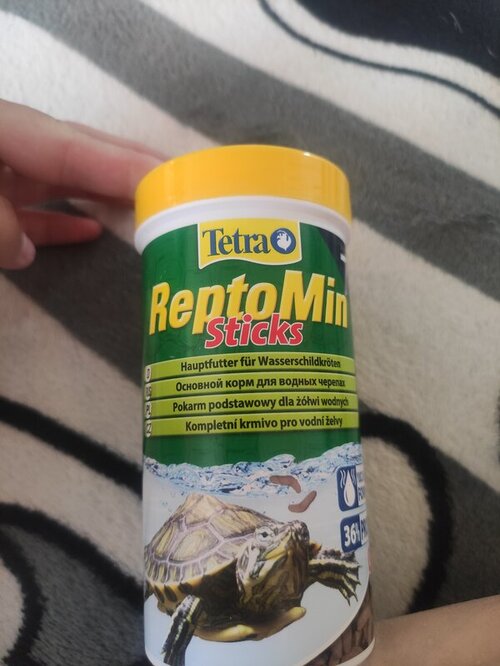 Tetra
ReptoMin
Sticks
Hauptfutter für Wasserschildkröten
Основной корм для водных черепах
Pokarm podstawowy dla żółwi wodnych
Kompletní krmivo pro vodní želvy